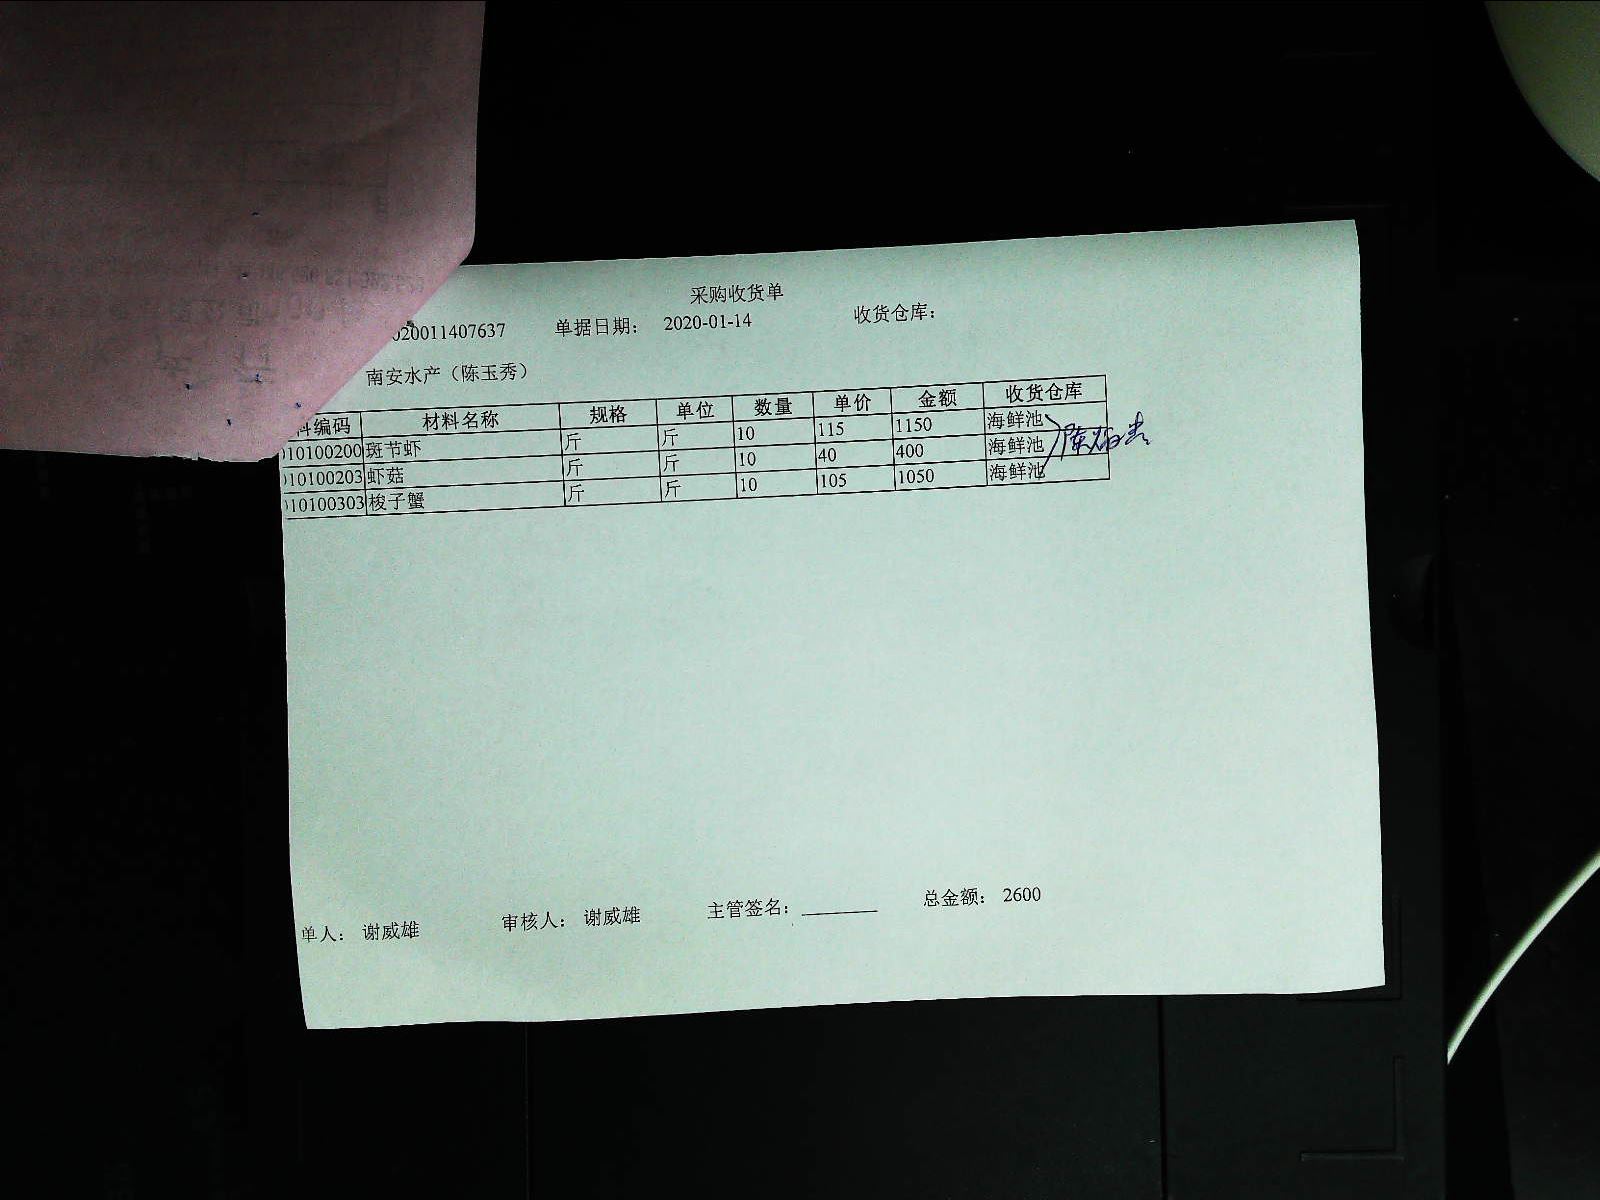 采购收货单
020011407637 单据日期： 2020-01-14 收货仓库：
南安水产（陈玉秀）
料编码 材料名称 规格 单位 数量 单价 金额 收货仓库
010100200 斑节虾 斤 斤 10 115 1150 海鲜池
010100203 虾菇 斤 斤 10 40 400 海鲜池
010100303 梭子蟹 斤 斤 10 105 1050 海鲜池
单人： 谢威雄 审核人： 谢威雄 主管签名：________ 总金额： 2600